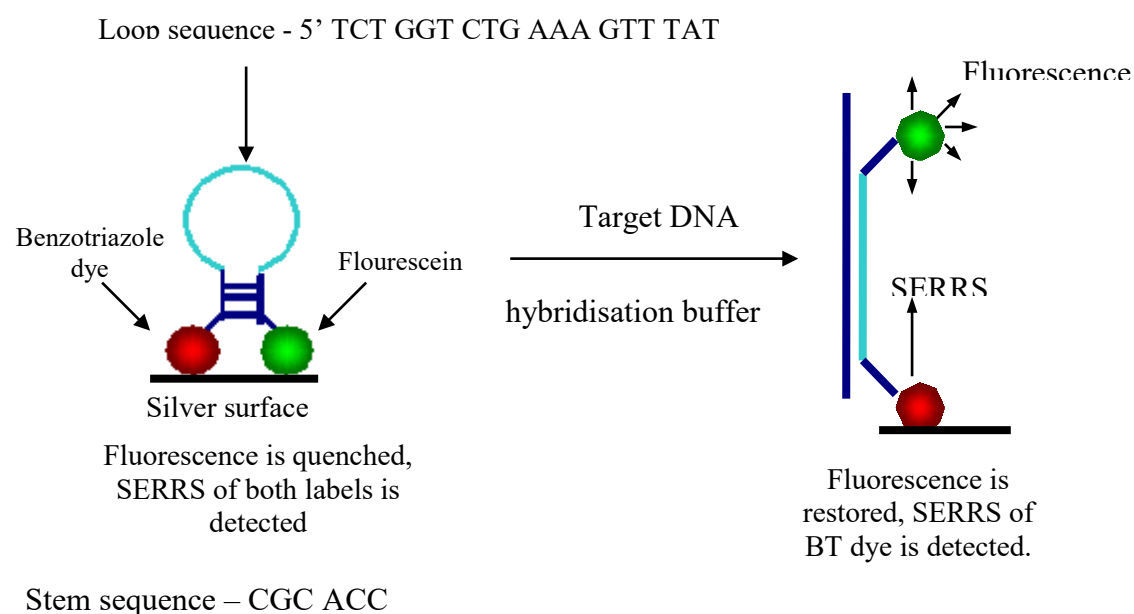 Loop sequence - 5’ TCT GGT CTG AAA GTT TAT
Fluorescence
Benzotriazole
dye
Flourescein
Target DNA
hybridisation buffer
SERRS
Silver surface
Fluorescence is quenched,
SERRS of both labels is
detected
Fluorescence is
restored, SERRS of
BT dye is detected.
Stem sequence – CGC ACC